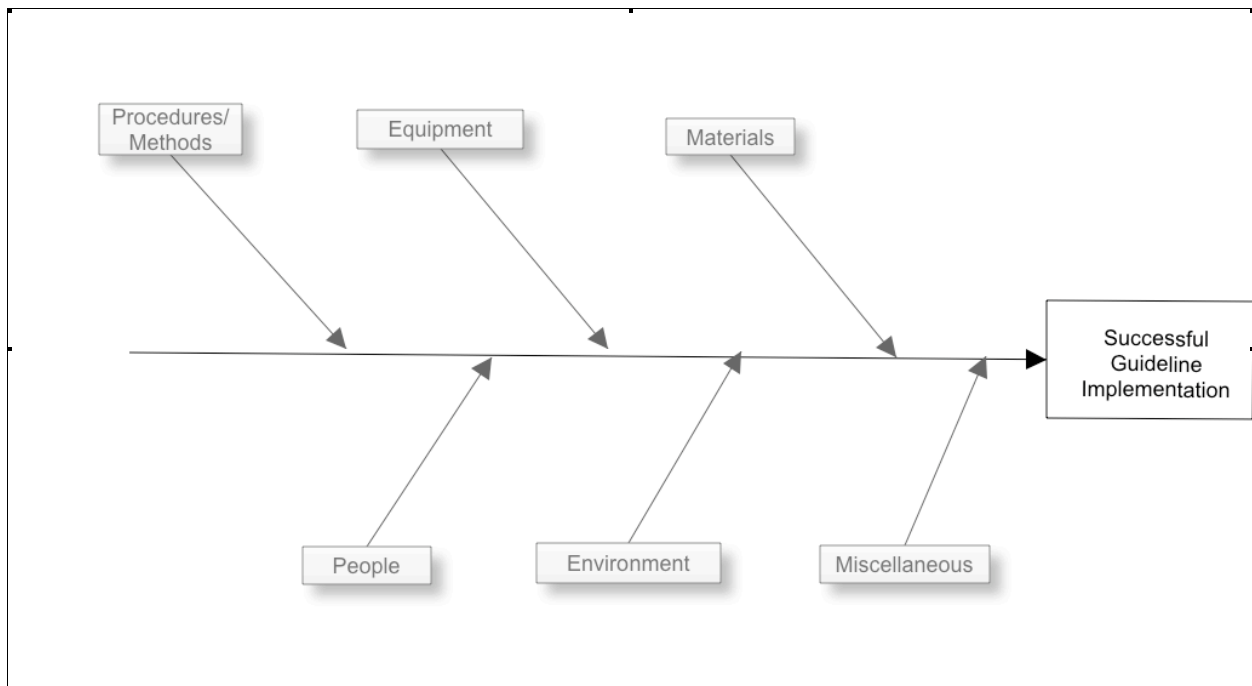 Procedures/
Methods
Equipment
Materials
Successful
Guideline
Implementation
People
Environment
Miscellaneous